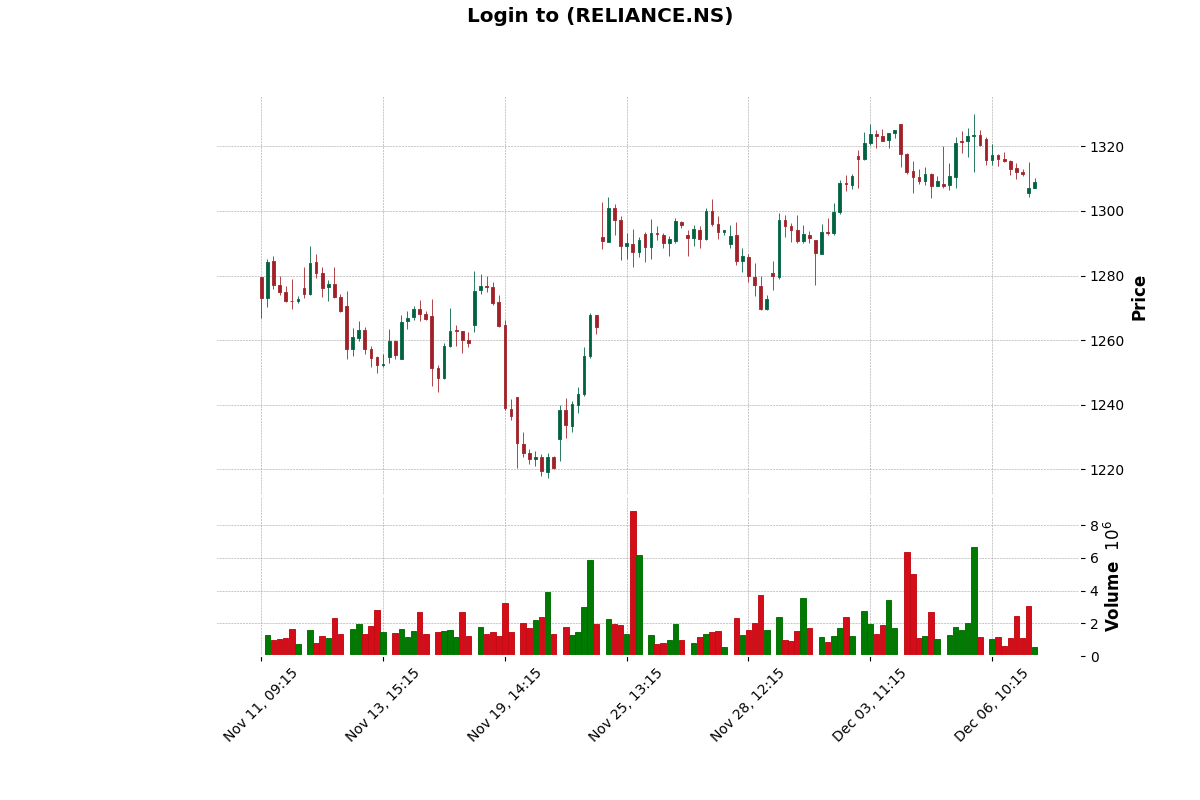 Login to (RELIANCE.NS)
1320
1300
1280
1260
1240
1220
Price
8
6
4
2
0
Volume 10^6
Nov 11, 09:15
Nov 13, 15:15
Nov 19, 14:15
Nov 25, 13:15
Nov 28, 12:15
Dec 03, 11:15
Dec 06, 10:15